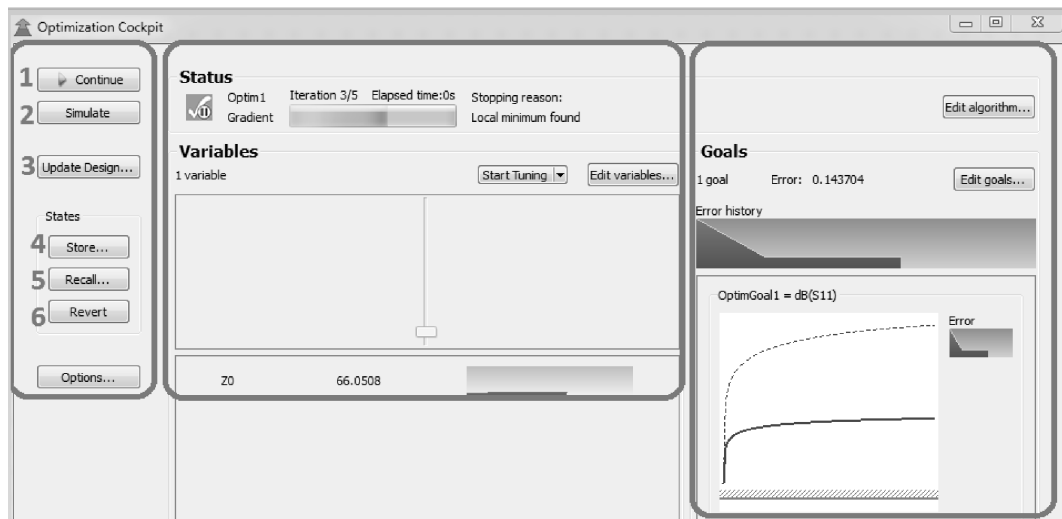 Optimization Cockpit
1 Continue
2 Simulate
3 Update Design...
States
4 Store...
5 Recall...
6 Revert
Options...
Status
Optim1
Gradient
Iteration 3/5 Elapsed time:0s
Stopping reason:
Local minimum found
Edit algorithm...
Variables
1 variable
Start Tuning
Edit variables...
Z0 66.0508
Goals
1 goal Error: 0.143704
Edit goals...
Error history
OptimGoal1 = dB(S11)
Error